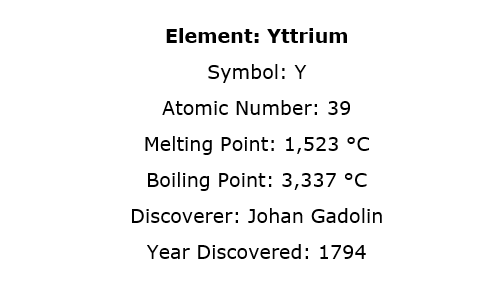 Element: Yttrium
Symbol: Y
Atomic Number: 39
Melting Point: 1,523 °C
Boiling Point: 3,337 °C
Discoverer: Johan Gadolin
Year Discovered: 1794